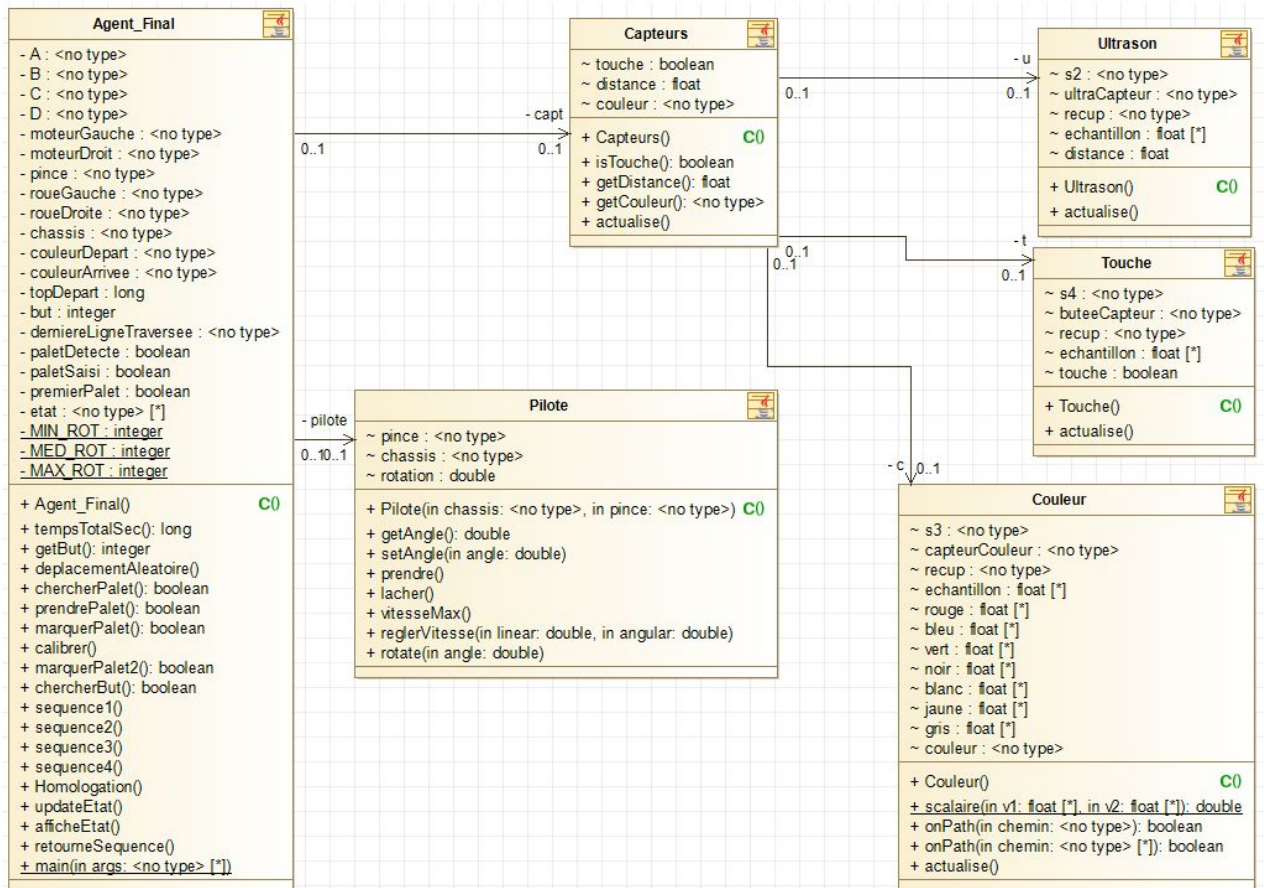 Agent_Final
- A : <no type>
- B : <no type>
- C : <no type>
- D : <no type>
- moteurGauche : <no type>
- moteurDroit : <no type>
- pince : <no type>
- roueGauche : <no type>
- roueDroite : <no type>
- chassis : <no type>
- couleurDepart : <no type>
- couleurArrivee : <no type>
- topDepart : long
- but : integer
- derniereLigneTraversee : <no type>
- paletDetecte : boolean
- paletSaisi : boolean
- premierPalet : boolean
- etat : <no type> [*]
- MIN_ROT : integer
- MED_ROT : integer
- MAX_ROT : integer
+ Agent_Final() C()
+ tempsTotalSec(): long
+ getBut(): integer
+ deplacementAleatoire()
+ chercherPalet(): boolean
+ prendrePalet(): boolean
+ marquerPalet(): boolean
+ calibrer()
+ marquerPalet2(): boolean
+ chercherBut(): boolean
+ sequence1()
+ sequence2()
+ sequence3()
+ sequence4()
+ Homologation()
+ updateEtat()
+ afficheEtat()
+ retourneSequence()
+ main(in args: <no type> [*])
- capt
0..1 0..1
- pilote
0..1 0..1
Capteurs
~ touche : boolean
~ distance : float
~ couleur : <no type>
+ Capteurs() C()
+ isTouche(): boolean
+ getDistance(): float
+ getCouleur(): <no type>
+ actualise()
- u
0..1 0..1
- t
0..1 0..1
0..1
- c 0..1
Pilote
~ pince : <no type>
~ chassis : <no type>
~ rotation : double
+ Pilote(in chassis: <no type>, in pince: <no type>) C()
+ getAngle(): double
+ setAngle(in angle: double)
+ prendre()
+ lacher()
+ vitesseMax()
+ reglerVitesse(in linear: double, in angular: double)
+ rotate(in angle: double)
Ultrason
~ s2 : <no type>
~ ultraCapteur : <no type>
~ recup : <no type>
~ echantillon : float [*]
~ distance : float
+ Ultrason() C()
+ actualise()
Touche
~ s4 : <no type>
~ buteeCapteur : <no type>
~ recup : <no type>
~ echantillon : float [*]
~ touche : boolean
+ Touche() C()
+ actualise()
Couleur
~ s3 : <no type>
~ capteurCouleur : <no type>
~ recup : <no type>
~ echantillon : float [*]
~ rouge : float [*]
~ bleu : float [*]
~ vert : float [*]
~ noir : float [*]
~ blanc : float [*]
~ jaune : float [*]
~ gris : float [*]
~ couleur : <no type>
+ Couleur() C()
+ scalaire(in v1: float [*], in v2: float [*]): double
+ onPath(in chemin: <no type>): boolean
+ onPath(in chemin: <no type> [*]): boolean
+ actualise()